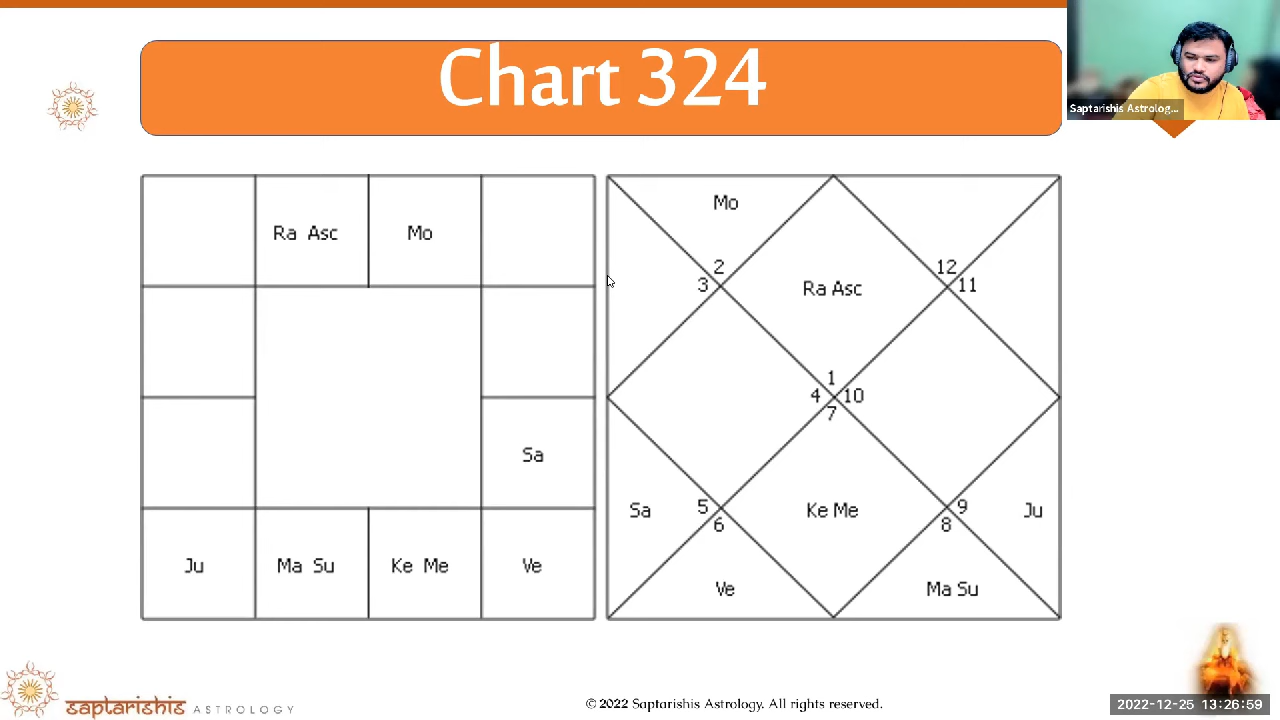 Chart 324
Saptarishis Astrolog...
Ra Asc
Mo
Sa
Ju
Ma Su
Ke Me
Ve
Mo
2
3
12
11
Ra Asc
1
4
10
7
Sa
5
6
Ke Me
9
8
Ju
Ve
Ma Su
saptarishis ASTROLOGY
© 2022 Saptarishis Astrology. All rights reserved.
2022-12-25 13:26:59